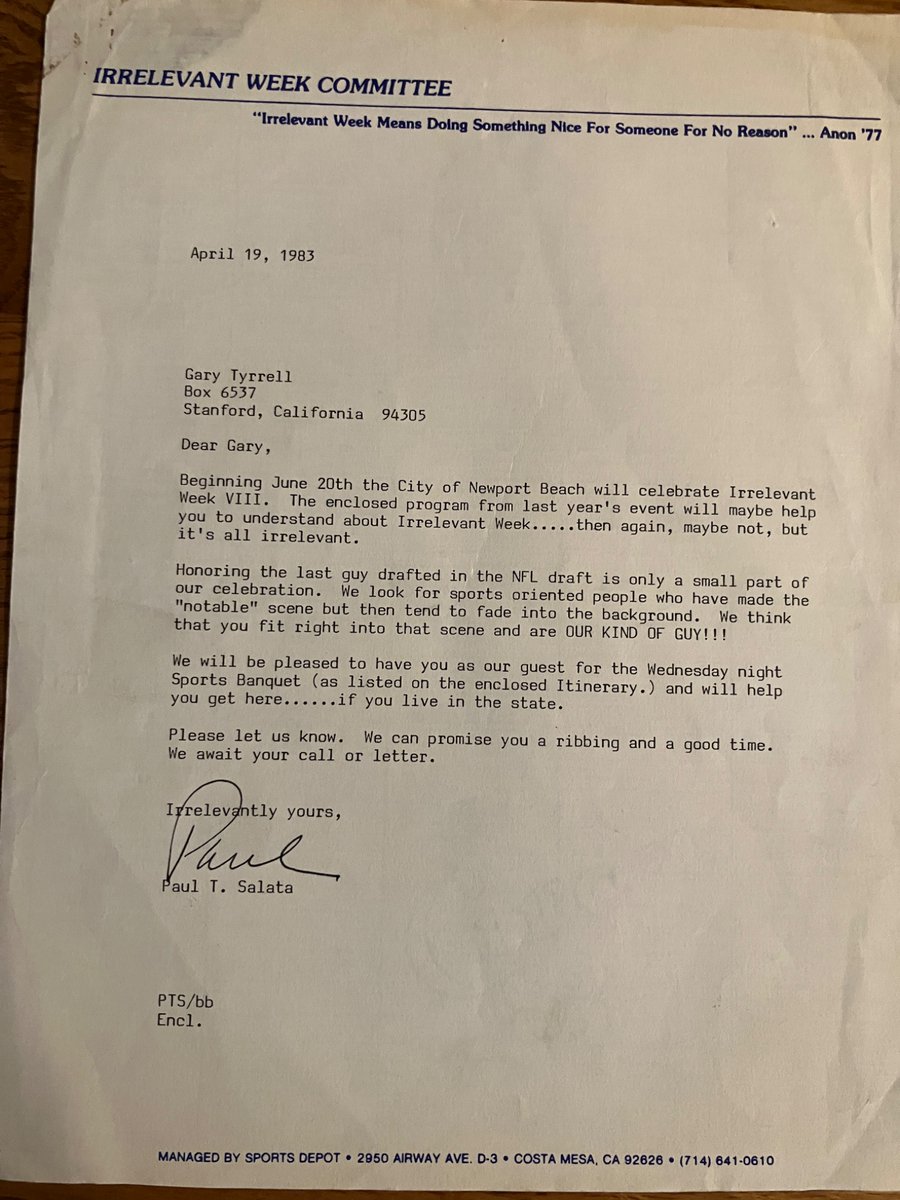 IRRELEVANT WEEK COMMITTEE
"Irrelevant Week Means Doing Something Nice For Someone For No Reason" ... Anon '77
April 19, 1983
Gary Tyrrell
Box 6537
Stanford, California  94305
Dear Gary,
Beginning June 20th the City of Newport Beach will celebrate Irrelevant
Week VIII.  The enclosed program from last year's event will maybe help
you to understand about Irrelevant Week.....then again, maybe not, but
it's all irrelevant.
Honoring the last guy drafted in the NFL draft is only a small part of
our celebration.  We look for sports oriented people who have made the
"notable" scene but then tend to fade into the background.  We think
that you fit right into that scene and are OUR KIND OF GUY!!!
We will be pleased to have you as our guest for the Wednesday night
Sports Banquet (as listed on the enclosed Itinerary.) and will help
you get here......if you live in the state.
Please let us know.  We can promise you a ribbing and a good time.
We await your call or letter.
Irrelevantly yours,
Paul
Paul T. Salata
PTS/bb
Encl.
MANAGED BY SPORTS DEPOT • 2950 AIRWAY AVE. D-3 • COSTA MESA, CA 92626 • (714) 641-0610